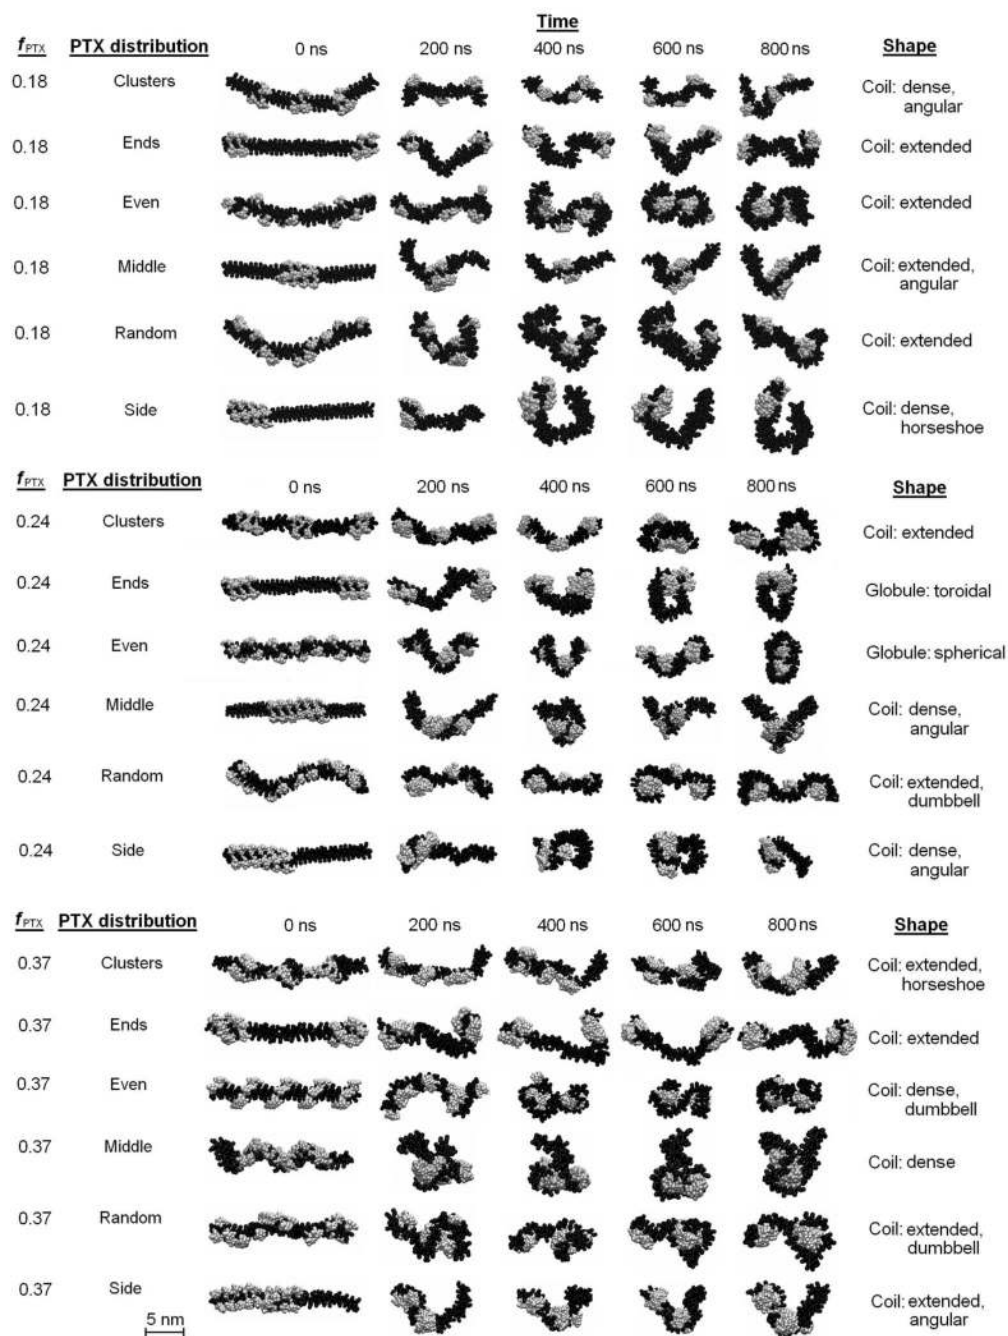 Time
fPTX PTX distribution 0 ns 200 ns 400 ns 600 ns 800 ns Shape
0.18 Clusters Coil: dense,
angular
0.18 Ends Coil: extended
0.18 Even Coil: extended
0.18 Middle Coil: extended,
angular
0.18 Random Coil: extended
0.18 Side Coil: dense,
horseshoe
fPTX PTX distribution 0 ns 200 ns 400 ns 600 ns 800 ns Shape
0.24 Clusters Coil: extended
0.24 Ends Globule: toroidal
0.24 Even Globule: spherical
0.24 Middle Coil: dense,
angular
0.24 Random Coil: extended,
dumbbell
0.24 Side Coil: dense,
angular
fPTX PTX distribution 0 ns 200 ns 400 ns 600 ns 800 ns Shape
0.37 Clusters Coil: extended,
horseshoe
0.37 Ends Coil: extended
0.37 Even Coil: dense,
dumbbell
0.37 Middle Coil: dense
0.37 Random Coil: extended,
dumbbell
0.37 Side Coil: extended,
angular
5 nm